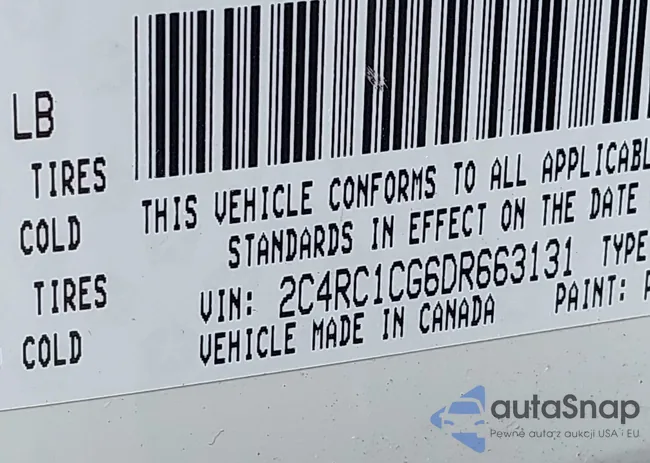 LB
TIRES
COLD
TIRES
COLD
THIS VEHICLE CONFORMS TO ALL APPLICABL
STANDARDS IN EFFECT ON THE DATE
VIN: 2C4RC1CG6DR663131 TYPE
VEHICLE MADE IN CANADA PAINT: P
autaSnap
Pewne auta z aukcji USA i EU